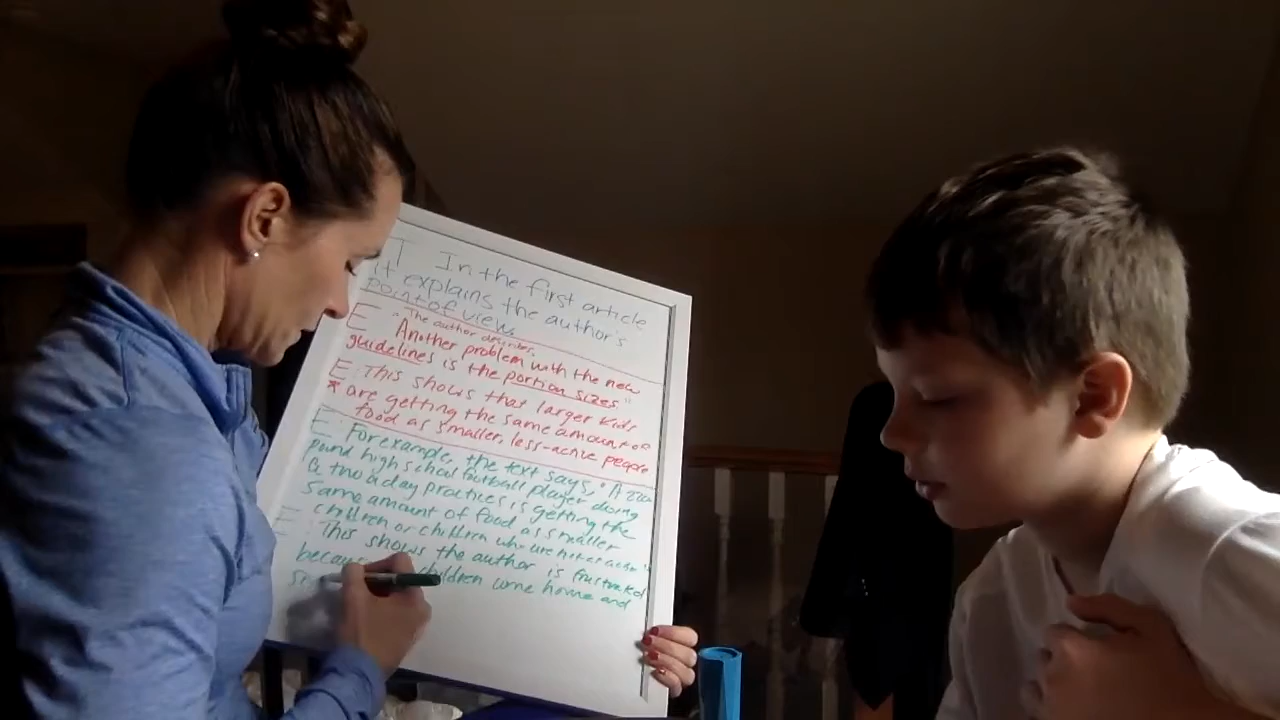 T In the first article
it explains the author's
point of view.
The author describes,
E "Another problem with the new
guidelines is the portion sizes."
E: This shows that larger kids
* are getting the same amount of
food as smaller, less-active people
E: For example, the text says, "A
pound high school football player doing
a two a day practices is getting the
same amount of food as smaller
children or children who are not as active"
E: This shows the author is frustrated
children come home and